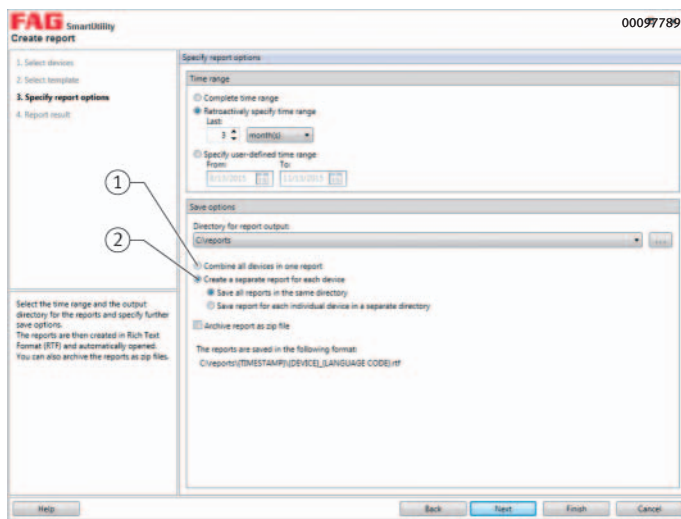 FAG SmartUtility
00097789
Create report
1. Select devices
2. Select template
3. Specify report options
4. Report result
Select the time range and the output
directory for the reports and specify further
save options.
The reports are then created in Rich Text
Format (RTF) and automatically opened.
You can also archive the reports as zip files.
Specify report options
Time range
Complete time range
Retroactively specify time range
Last:
3 month(s)
Specify user-defined time range
From: To:
8/13/2015 11/13/2015
Save options
Directory for report output:
C:\reports
...
1
Combine all devices in one report
2
Create a separate report for each device
Save all reports in the same directory
Save report for each individual device in a separate directory
Archive report as zip file
The reports are saved in the following format:
C:\reports\[TIMESTAMP]\[DEVICE]_[LANGUAGE CODE].rtf
Help
Back
Next
Finish
Cancel